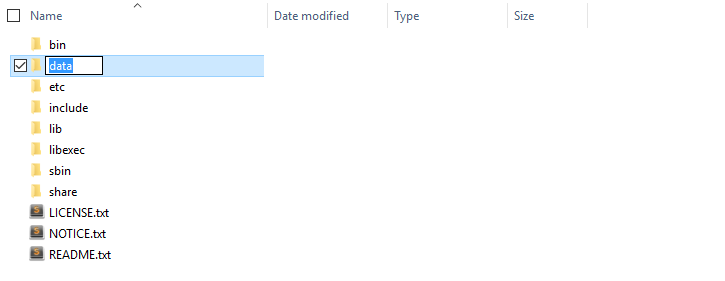 Name Date modified Type Size
bin
data
etc
include
lib
libexec
sbin
share
LICENSE.txt
NOTICE.txt
README.txt